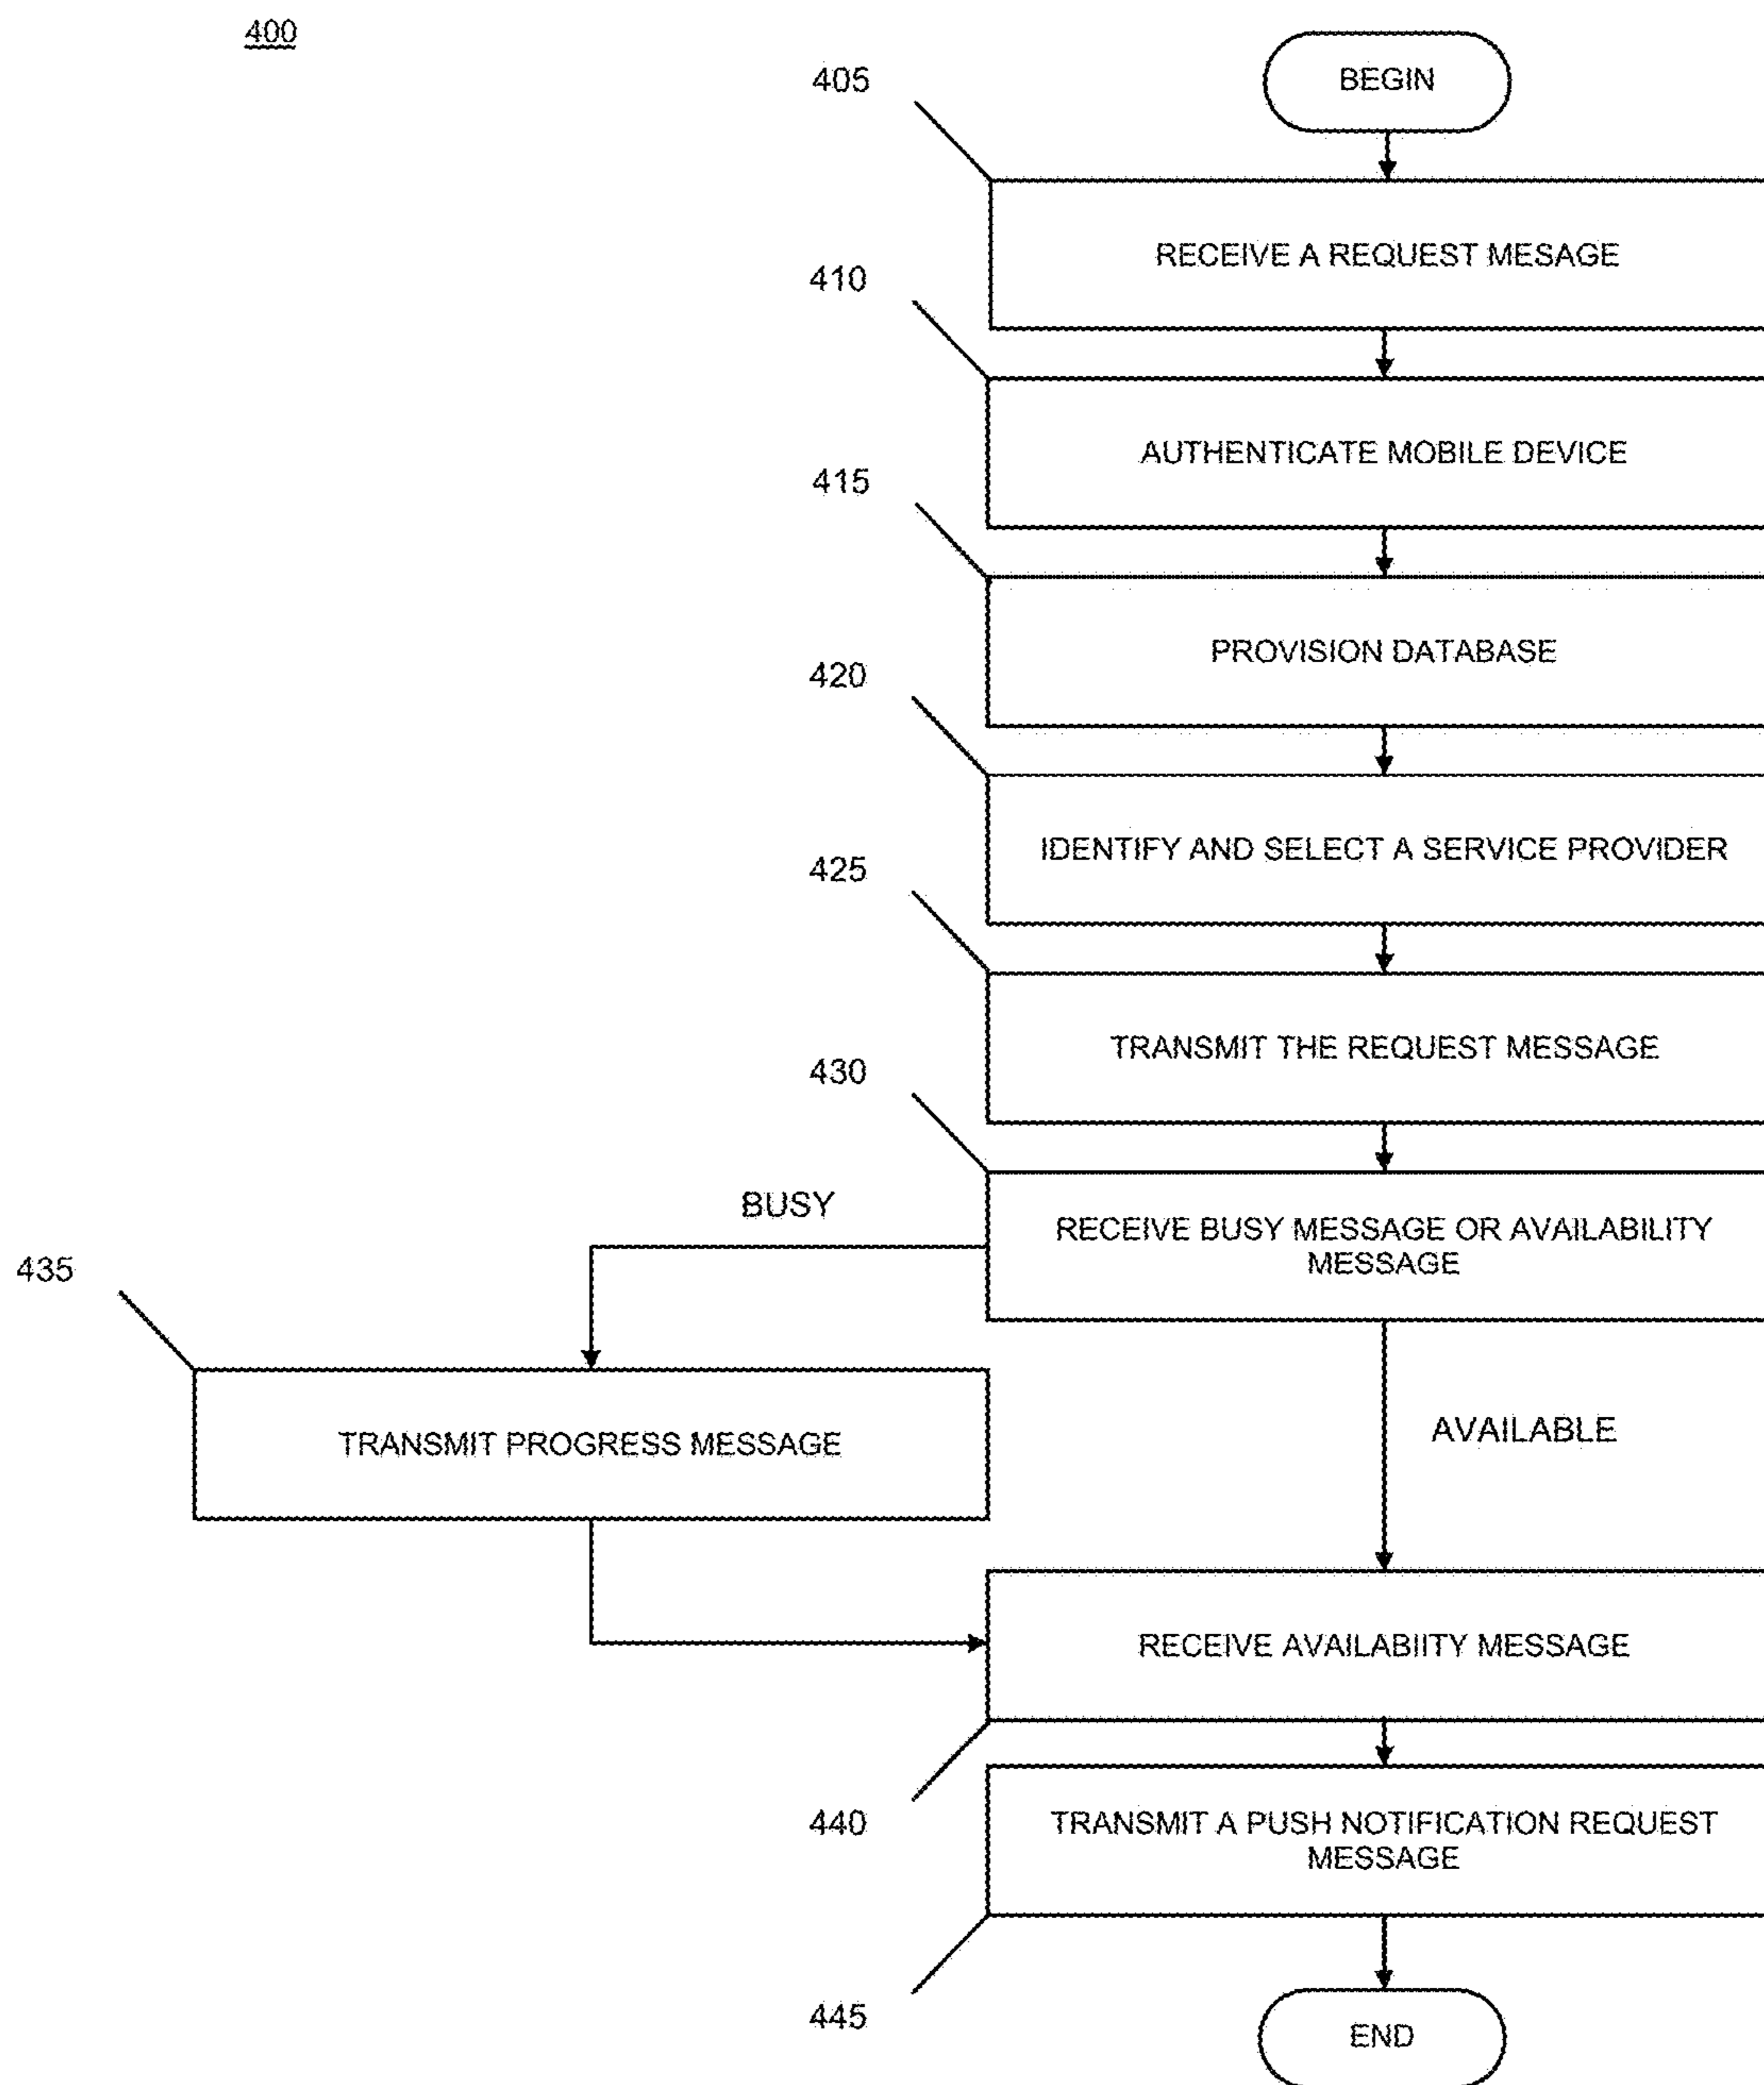 400
BEGIN
405
RECEIVE A REQUEST MESAGE
410
AUTHENTICATE MOBILE DEVICE
415
PROVISION DATABASE
420
IDENTIFY AND SELECT A SERVICE PROVIDER
425
TRANSMIT THE REQUEST MESSAGE
430
BUSY
RECEIVE BUSY MESSAGE OR AVAILABILITY
MESSAGE
435
TRANSMIT PROGRESS MESSAGE
AVAILABLE
RECEIVE AVAILABIITY MESSAGE
440
TRANSMIT A PUSH NOTIFICATION REQUEST
MESSAGE
445
END